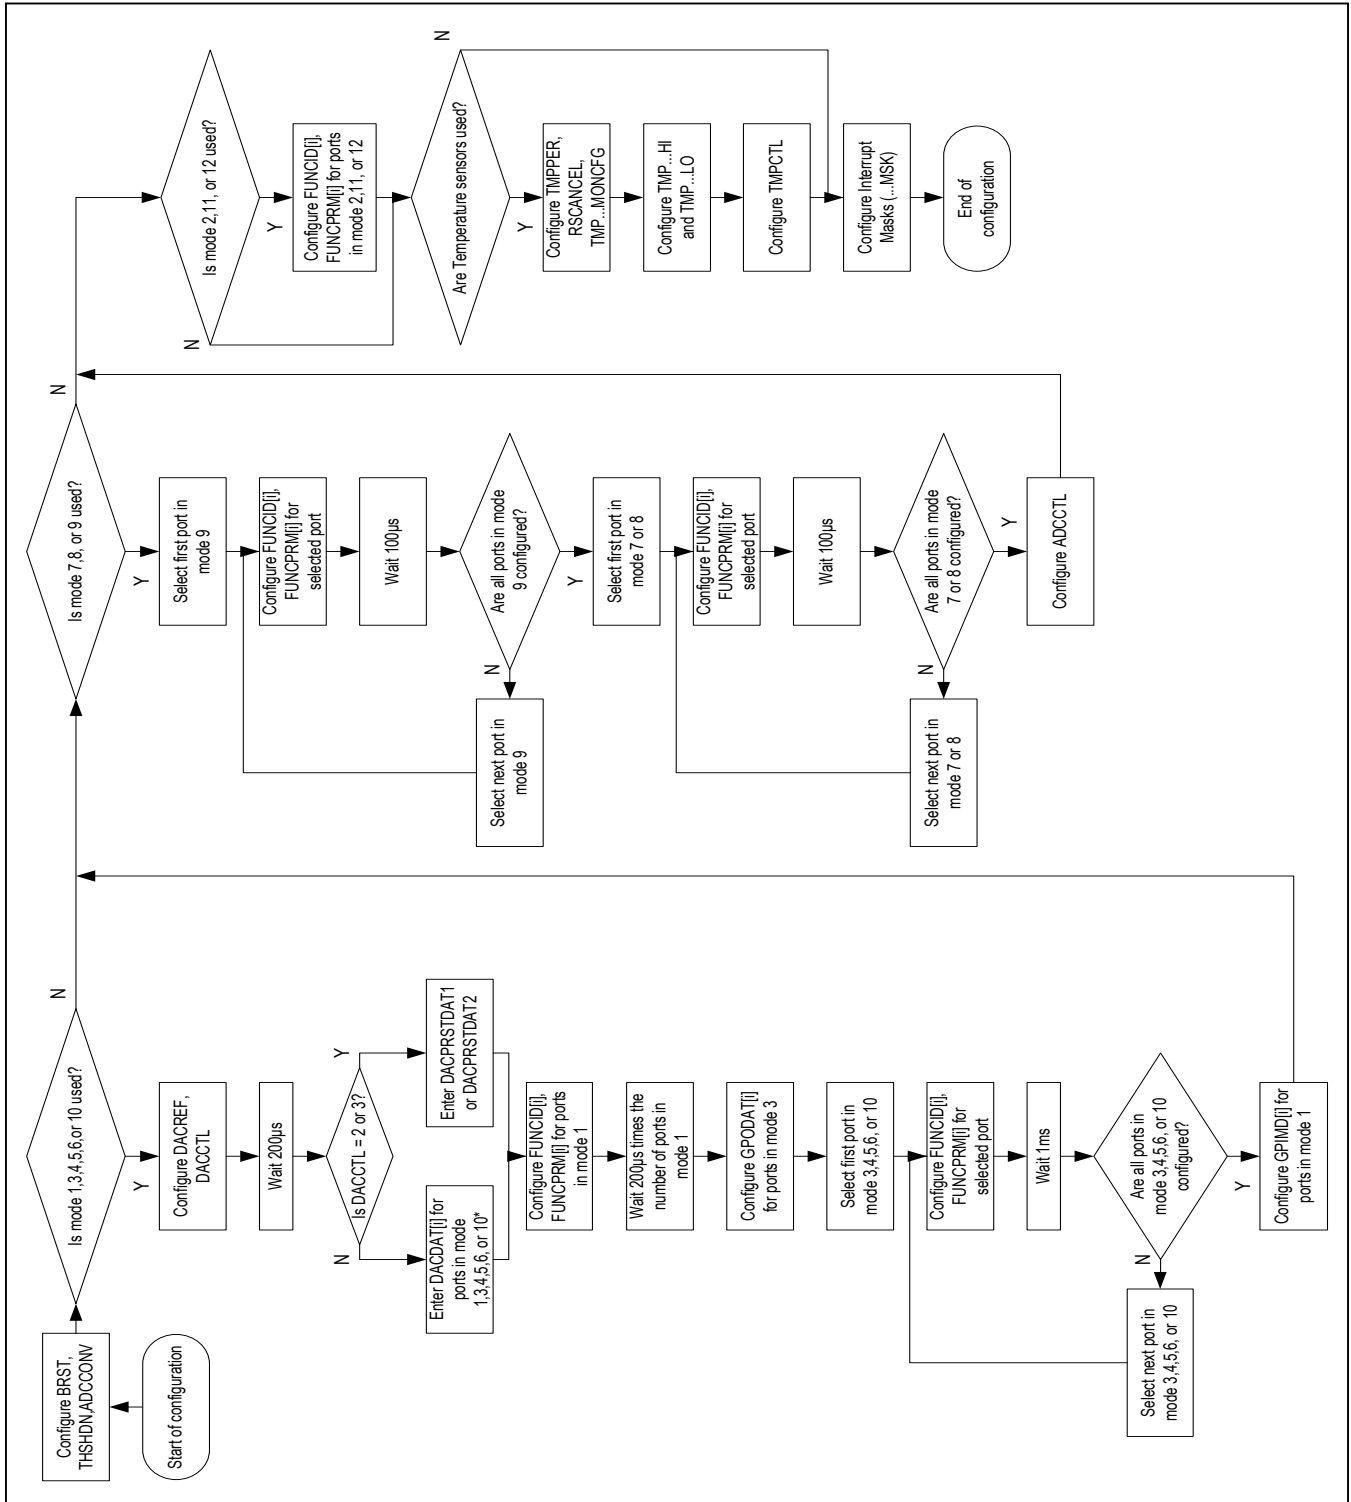 Start of configuration
Configure BRST,
THSHDN,ADCCONV
Is mode 1,3,4,5,6,or 10 used?
N
Y
Configure DACREF,
DACCTL
Wait 200µs
Is DACCTL = 2 or 3?
N
Y
Enter DACDAT[i] for
ports in mode
1,3,4,5,6, or 10*
Enter DACPRSTDAT1
or DACPRSTDAT2
Configure FUNCID[i],
FUNCPRM[i] for ports
in mode 1
Wait 200µs times the
number of ports in
mode 1
Configure GPODAT[i]
for ports in mode 3
Select first port in
mode 3,4,5,6, or 10
Configure FUNCID[i],
FUNCPRM[i] for
selected port
Wait 1ms
Are all ports in
mode 3,4,5,6, or 10
configured?
N
Y
Select next port in
mode 3,4,5,6, or 10
Configure GPIMD[i] for
ports in mode 1
Is mode 7,8, or 9 used?
N
Y
Select first port in
mode 9
Configure FUNCID[i],
FUNCPRM[i] for
selected port
Wait 100µs
Are all ports in mode
9 configured?
N
Y
Select next port in
mode 9
Select first port in
mode 7 or 8
Configure FUNCID[i],
FUNCPRM[i] for
selected port
Wait 100µs
Are all ports in mode
7 or 8 configured?
N
Y
Select next port in
mode 7 or 8
Configure ADCCTL
Is mode 2,11, or 12 used?
N
Y
Configure FUNCID[i],
FUNCPRM[i] for ports
in mode 2,11, or 12
Are Temperature sensors used?
N
Y
Configure TMPPER,
RSCANCEL,
TMP...MONCFG
Configure TMP...HI
and TMP...LO
Configure TMPCTL
Configure Interrupt
Masks (...MSK)
End of
configuration